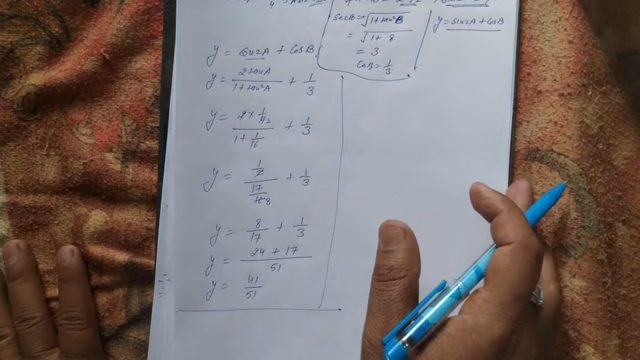 secB = √1+tan²B
= √1+8
= 3
CosB = 1/3
y = sin2A + CosB
y = sin2A + CosB
y = 2tanA/1+tan²A + 1/3
y = 2×1/4₂/1+1/16 + 1/3
y = 1/2/17/16 8 + 1/3
y = 8/17 + 1/3
y = 24 + 17/51
y = 41/51